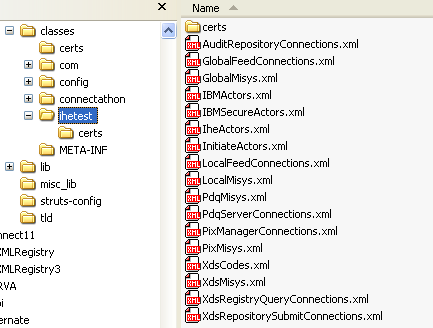 classes
certs
com
config
connectathon
ihetest
certs
META-INF
lib
misc_lib
struts-config
tld
nnect11
XMLRegistry
XMLRegistry3
RVA
ernate
Name
certs
AuditRepositoryConnections.xml
GlobalFeedConnections.xml
GlobalMisys.xml
IBMActors.xml
IBMSecureActors.xml
IheActors.xml
InitiateActors.xml
LocalFeedConnections.xml
LocalMisys.xml
PdqMisys.xml
PdqServerConnections.xml
PixManagerConnections.xml
PixMisys.xml
XdsCodes.xml
XdsMisys.xml
XdsRegistryQueryConnections.xml
XdsRepositorySubmitConnections.xml